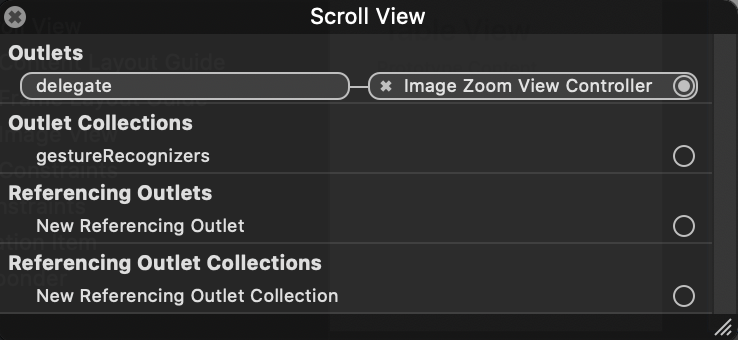 Scroll View
Outlets
delegate
Image Zoom View Controller
Outlet Collections
gestureRecognizers
Referencing Outlets
New Referencing Outlet
Referencing Outlet Collections
New Referencing Outlet Collection